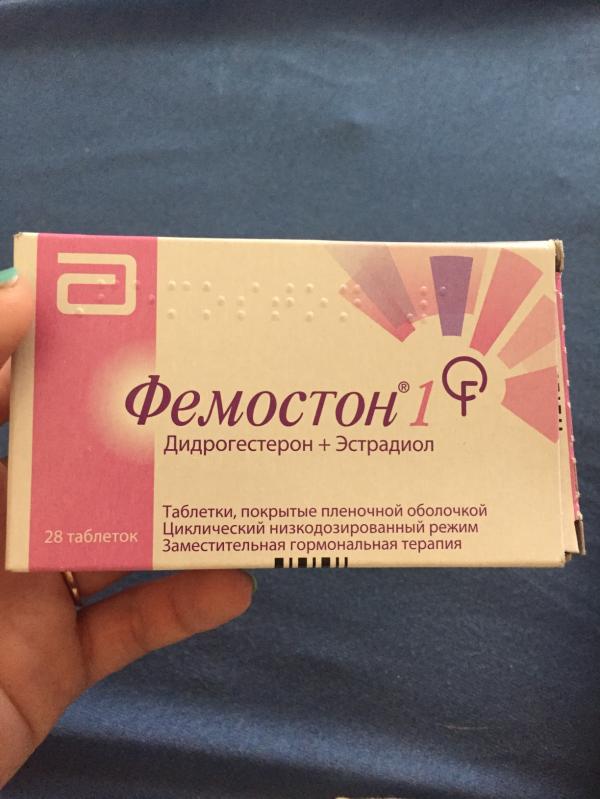 Фемостон® 1
Дидрогестерон + Эстрадиол
Таблетки, покрытые пленочной оболочкой
Циклический низкодозированный режим
Заместительная гормональная терапия
28 таблеток